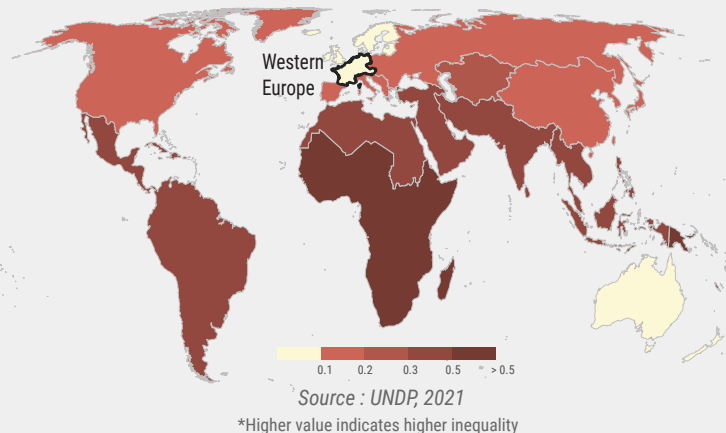 Western
Europe
0.1 0.2 0.3 0.5 > 0.5
Source : UNDP, 2021
*Higher value indicates higher inequality